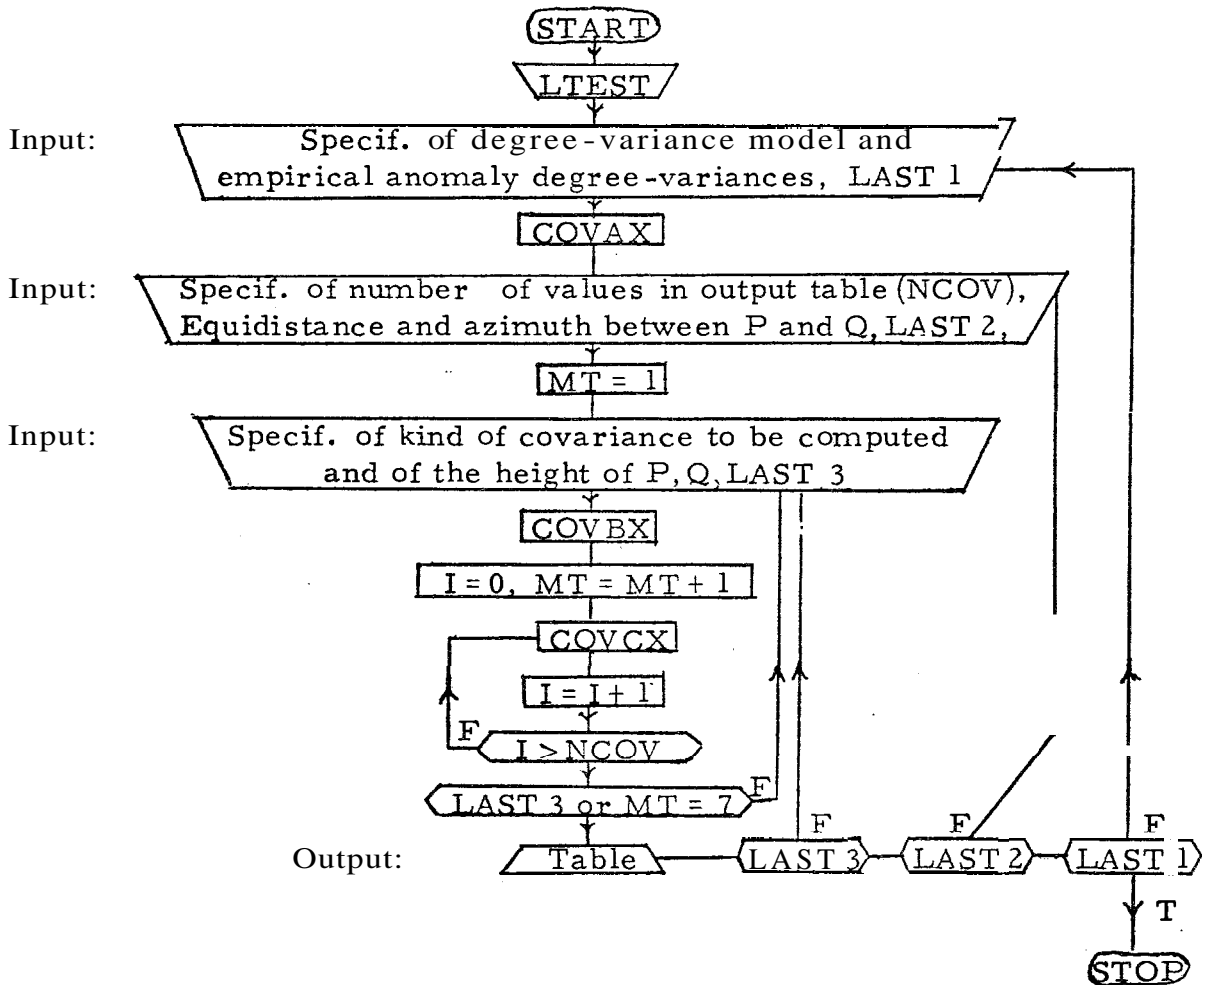 START
LTEST
Input:
Specif. of degree-variance model and
empirical anomaly degree-variances, LAST 1
COVAX
Input:
Specif. of number of values in output table (NCOV),
Equidistance and azimuth between P and Q, LAST 2,
MT = 1
Input:
Specif. of kind of covariance to be computed
and of the height of P, Q, LAST 3
COVBX
I = 0, MT = MT + 1
COVCX
I = I + 1
F
I > NCOV
LAST 3 or MT = 7
F
F
F
F
Output:
Table
LAST 3
LAST 2
LAST 1
T
STOP